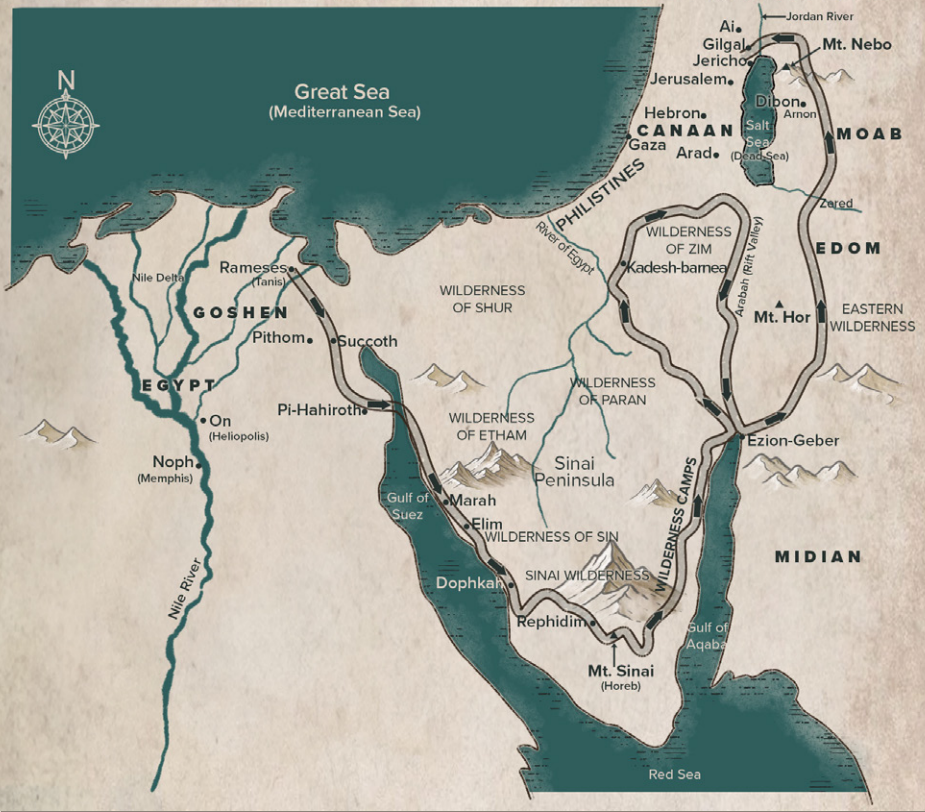 Jordan River
Ai
Gilgal
Mt. Nebo
Jericho
Jerusalem
N
Great Sea
(Mediterranean Sea)
Dibon
Arnon
Hebron
CANAAN
Salt
Sea
(Dead Sea)
MOAB
Gaza
Arad
PHILISTINES
Zered
River of Egypt
WILDERNESS
OF ZIM
Arabah (Rift Valley)
EDOM
Kadesh-barnea
Nile Delta
Rameses
(Tanis)
GOSHEN
WILDERNESS
OF SHUR
Mt. Hor
EASTERN
WILDERNESS
Pithom
Succoth
EGYPT
WILDERNESS
OF PARAN
Pi-Hahiroth
On
(Heliopolis)
WILDERNESS
OF ETHAM
Ezion-Geber
Noph
(Memphis)
Sinai
Peninsula
Gulf of
Suez
Marah
Elim
WILDERNESS OF SIN
WILDERNESS CAMPS
MIDIAN
Nile River
Dophkah
SINAI WILDERNESS
Rephidim
Gulf of
Aqaba
Mt. Sinai
(Horeb)
Red Sea